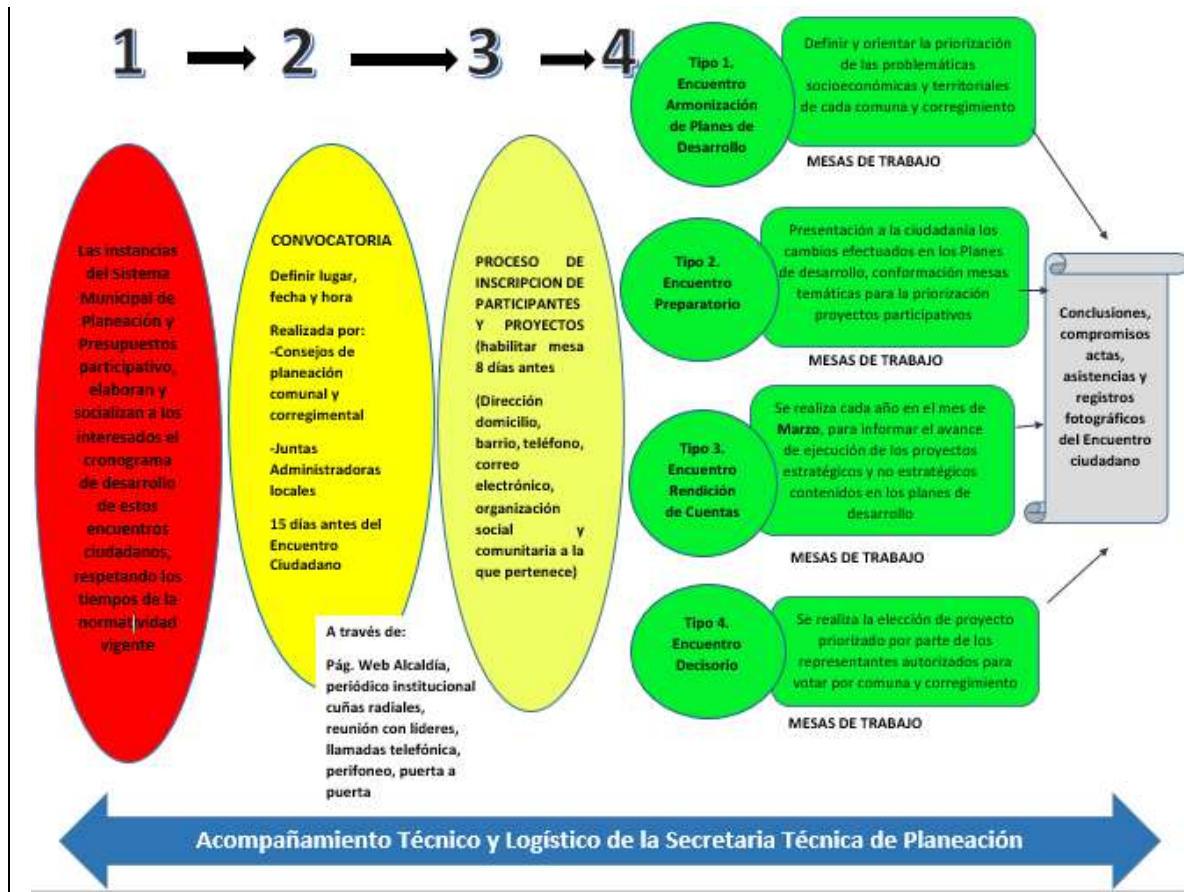 1
2
3
4
Las instancias
del Sistema
Municipal de
Planeación y
Presupuestos
participativo,
elaboran y
socializan a los
interesados el
cronograma
de desarrollo
de estos
encuentros
ciudadanos,
respetando los
tiempos de la
normatividad
vigente
CONVOCATORIA
Definir lugar,
fecha y hora
Realizada por:
-Consejos de
planeación
comunal y
corregimental
-Juntas
Administradoras
locales
15 días antes del
Encuentro
Ciudadano
A través de:
Pág. Web Alcaldía,
periódico institucional
cuñas radiales,
reunión con líderes,
llamadas telefónica,
perifoneo, puerta a
puerta
PROCESO DE
INSCRIPCION DE
PARTICIPANTES
Y PROYECTOS
(habilitar mesa
8 días antes
(Dirección
domicilio,
barrio, teléfono,
correo
electrónico,
organización
social y
comunitaria a la
que pertenece)
Tipo 1.
Encuentro
Armonización
de Planes de
Desarrollo
Definir y orientar la priorización
de las problemáticas
socioeconómicas y territoriales
de cada comuna y corregimiento
MESAS DE TRABAJO
Tipo 2.
Encuentro
Preparatorio
Presentación a la ciudadanía los
cambios efectuados en los Planes
de desarrollo, conformación mesas
temáticas para la priorización
proyectos participativos
MESAS DE TRABAJO
Tipo 3.
Encuentro
Rendición
de Cuentas
Se realiza cada año en el mes de
Marzo, para informar el avance
de ejecución de los proyectos
estratégicos y no estratégicos
contenidos en los planes de
desarrollo
MESAS DE TRABAJO
Tipo 4.
Encuentro
Decisorio
Se realiza la elección de proyecto
priorizado por parte de los
representantes autorizados para
votar por comuna y corregimiento
MESAS DE TRABAJO
Conclusiones,
compromisos
actas,
asistencias y
registros
fotográficos
del Encuentro
ciudadano
Acompañamiento Técnico y Logístico de la Secretaria Técnica de Planeación